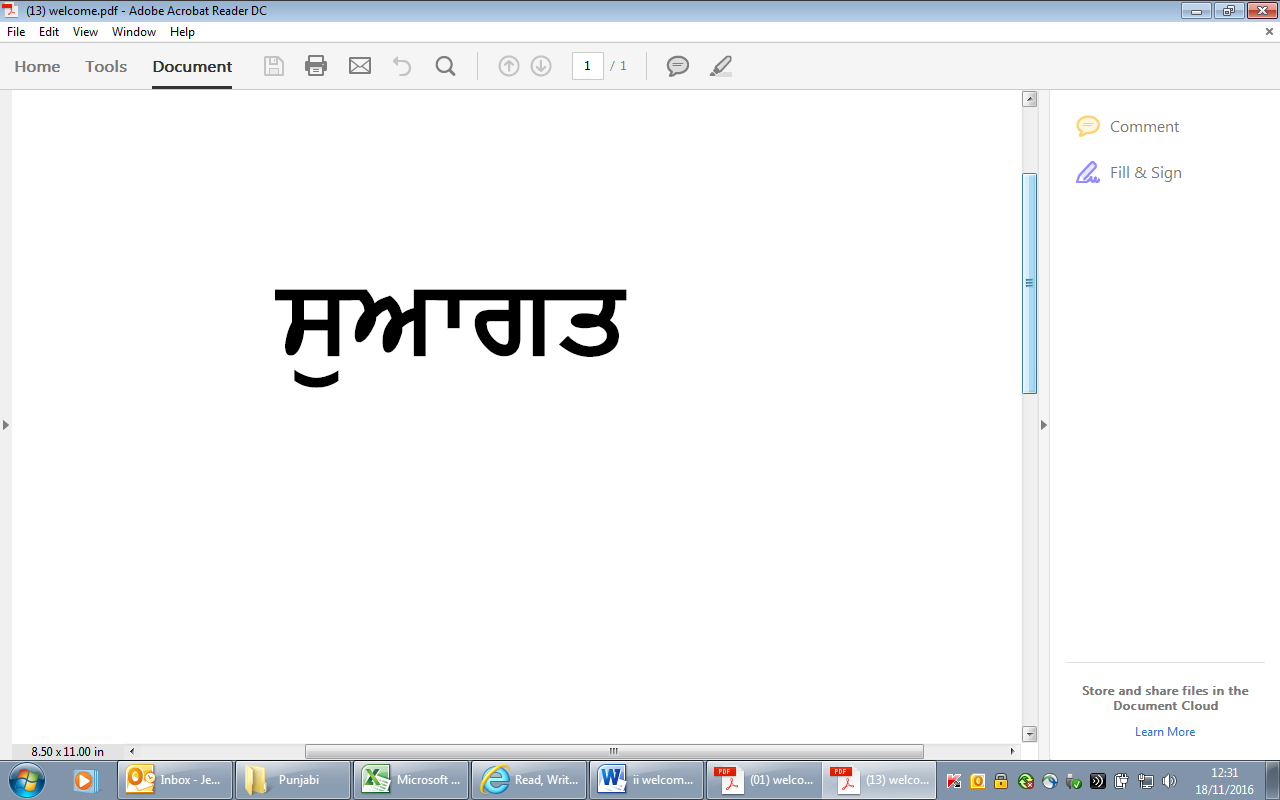 (13) welcome.pdf - Adobe Acrobat Reader DC
File Edit View Window Help
Home Tools Document 1 / 1
Comment
Fill & Sign
ਸੁਆਗਤ
Store and share files in the
Document Cloud
Learn More
8.50 x 11.00 in
Inbox - Je... Punjabi Microsoft ... Read, Writ... ii welcom... (01) welco... (13) welco... 12:31
18/11/2016